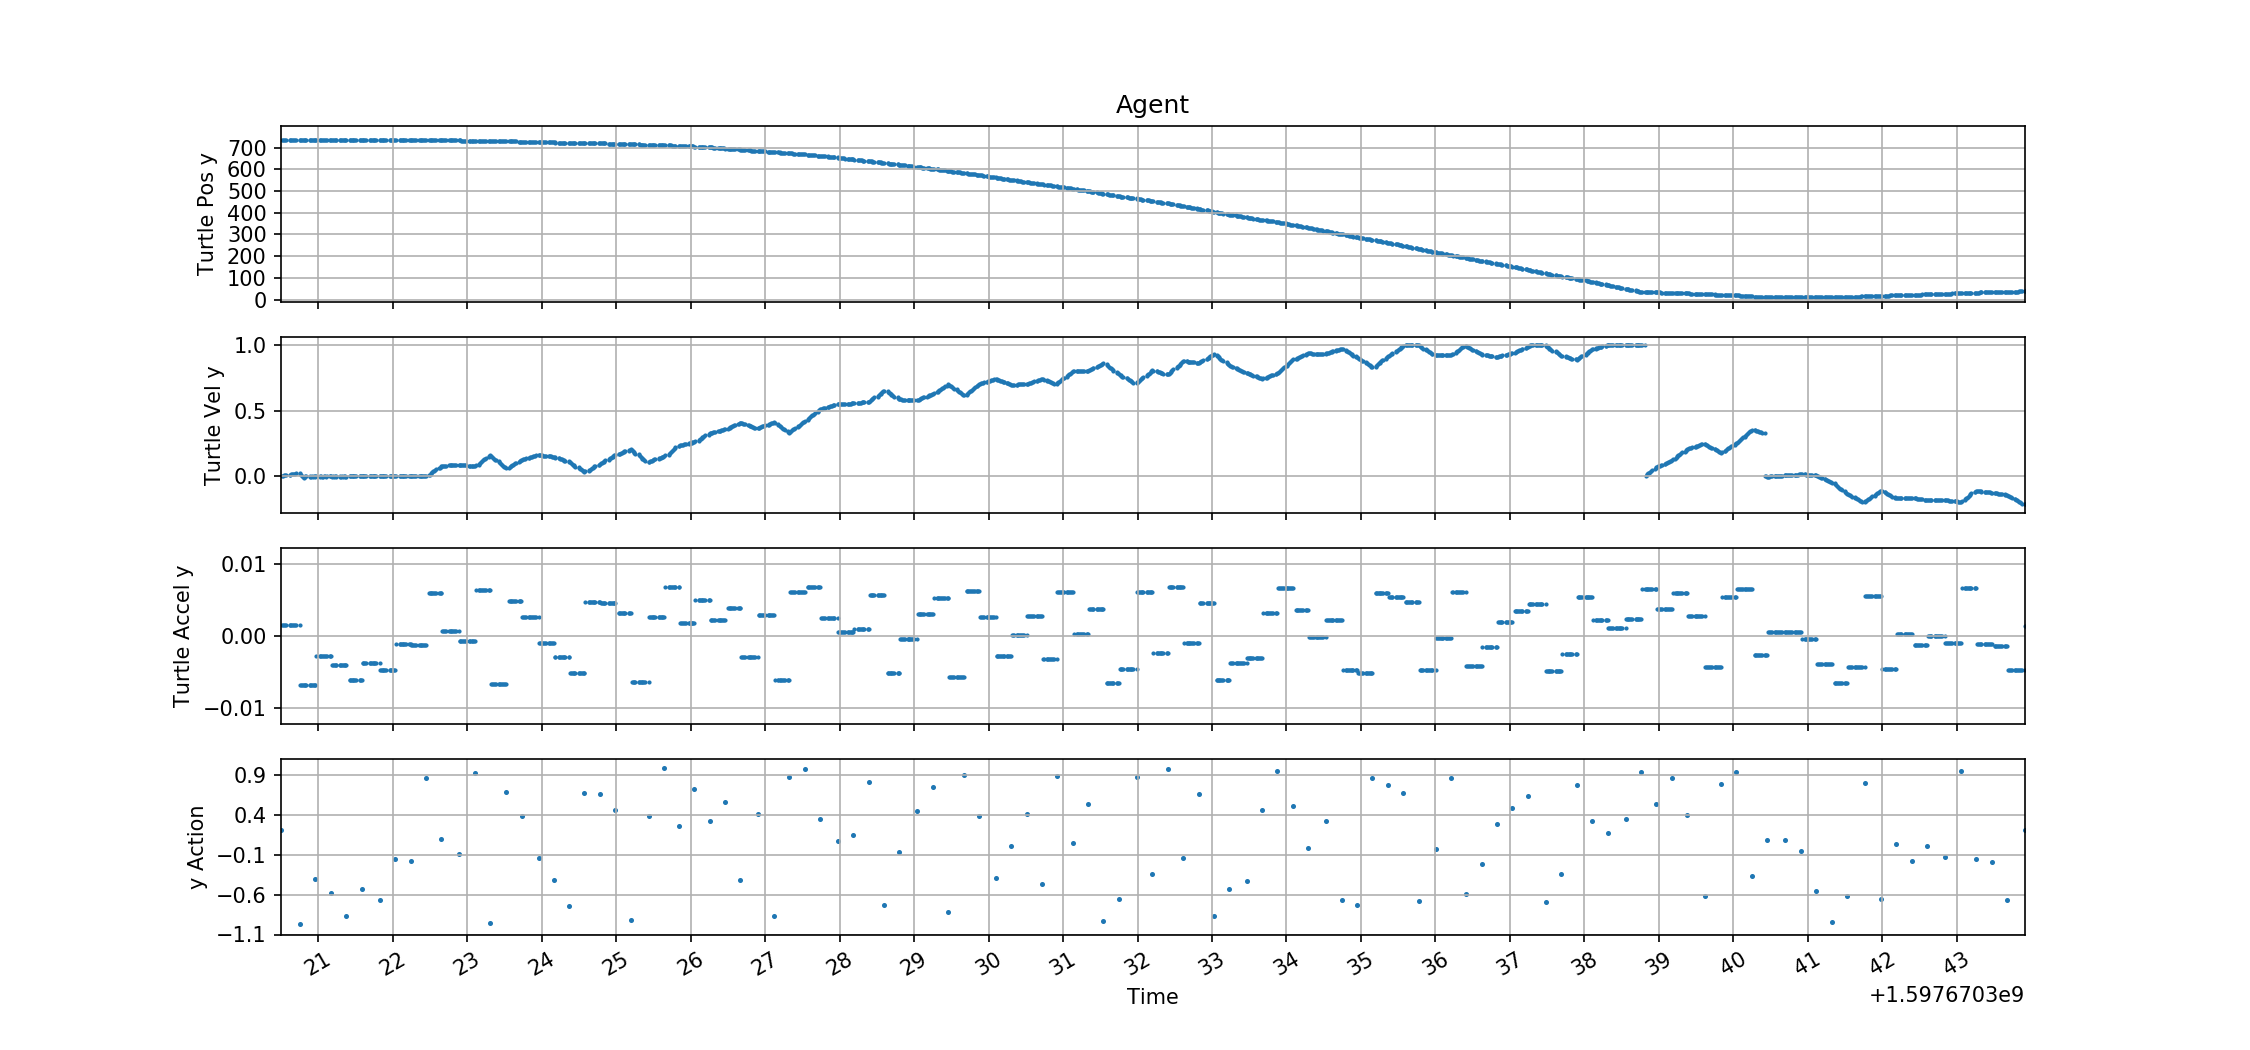 Agent
Turtle Pos y
700
600
500
400
300
200
100
0
Turtle Vel y
1.0
0.5
0.0
Turtle Accel y
0.01
0.00
−0.01
y Action
0.9
0.4
−0.1
−0.6
−1.1
21 22 23 24 25 26 27 28 29 30 31 32 33 34 35 36 37 38 39 40 41 42 43
Time
+1.5976703e9